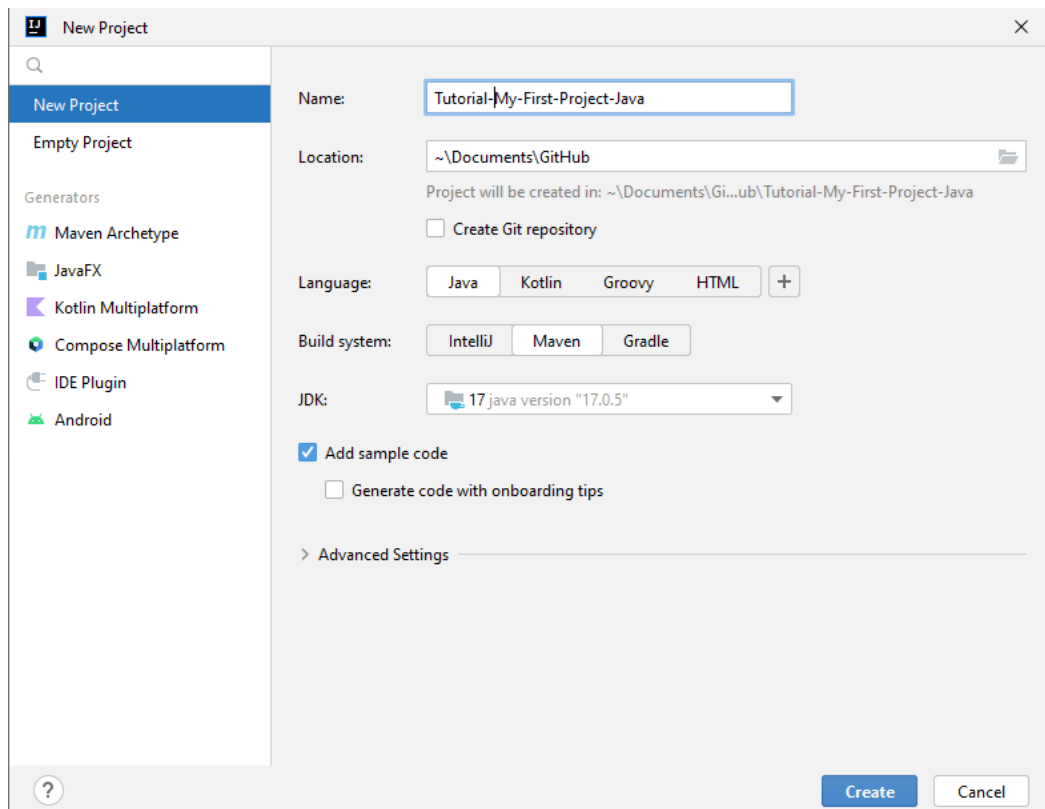 IJ New Project
New Project
Empty Project
Generators
m Maven Archetype
JavaFX
Kotlin Multiplatform
Compose Multiplatform
IDE Plugin
Android
Name: Tutorial-My-First-Project-Java
Location: ~\Documents\GitHub
Project will be created in: ~\Documents\Gi...ub\Tutorial-My-First-Project-Java
Create Git repository
Language: Java Kotlin Groovy HTML +
Build system: IntelliJ Maven Gradle
JDK: 17 java version "17.0.5"
Add sample code
Generate code with onboarding tips
> Advanced Settings
? Create Cancel